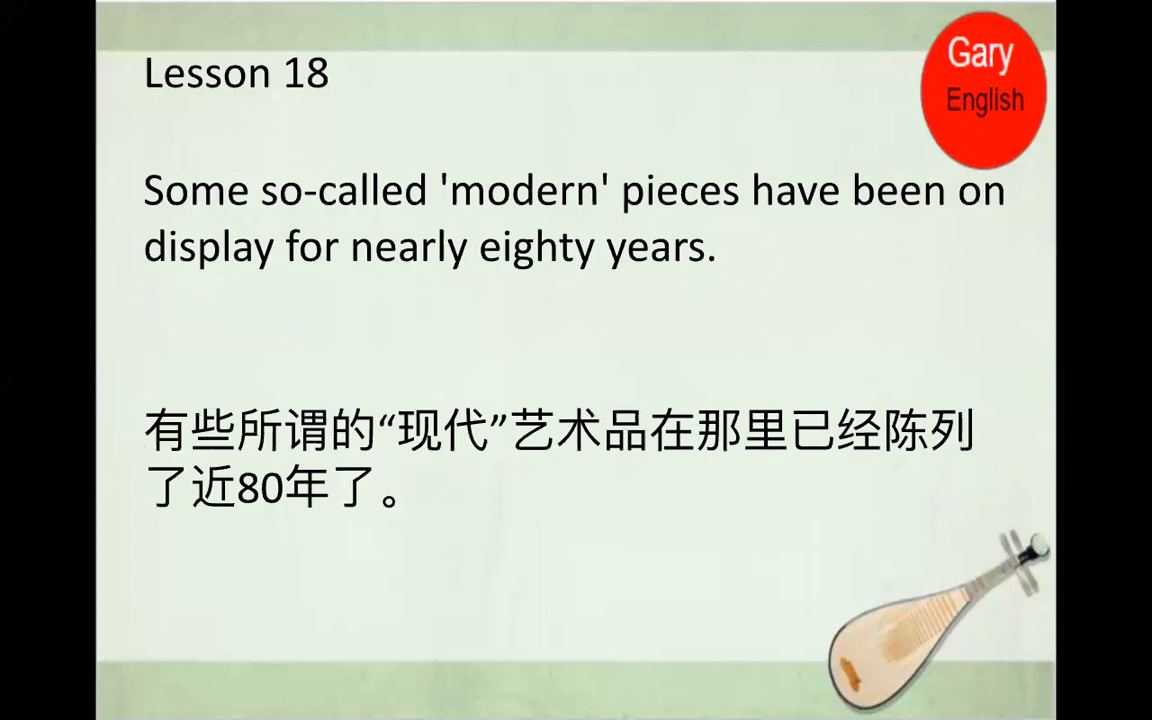 Lesson 18
Gary
English
Some so-called 'modern' pieces have been on
display for nearly eighty years.
有些所谓的“现代”艺术品在那里已经陈列
了近80年了。